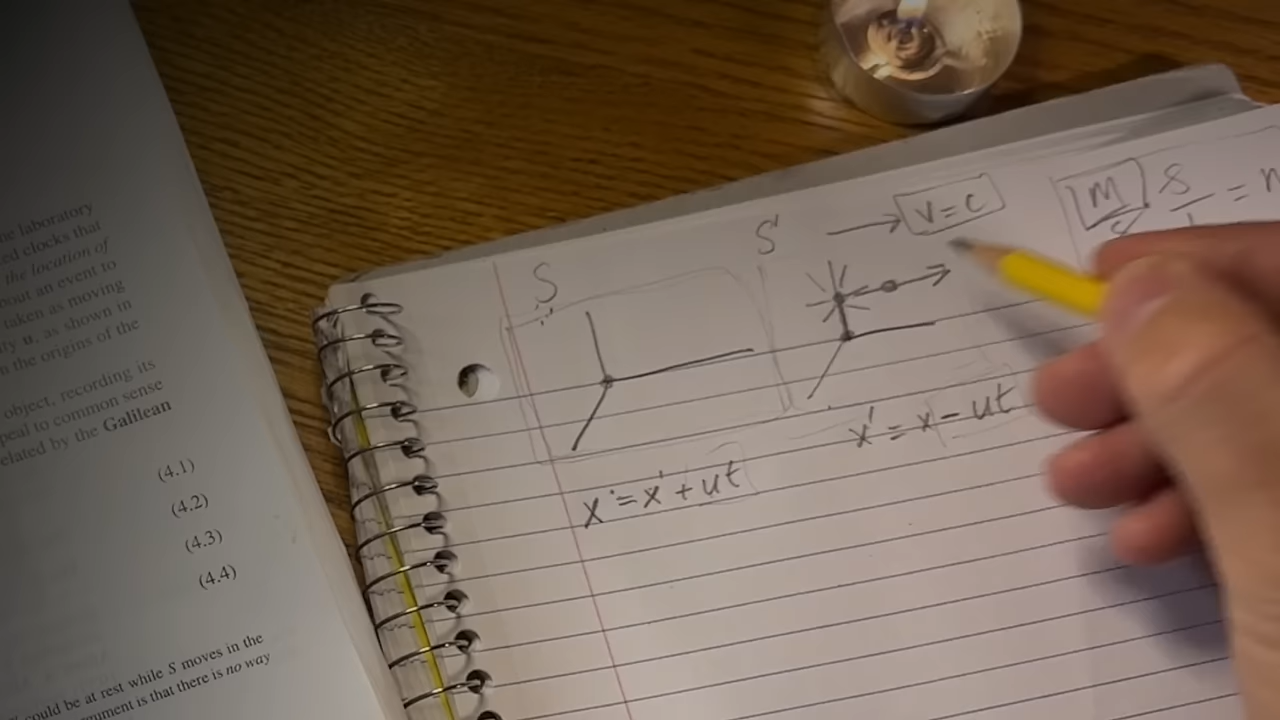 he laboratory
ed clocks that
the location of
bout an event to
taken as moving
ty u, as shown in
n the origins of the
object, recording its
peal to common sense
elated by the Galilean
(4.1)
(4.2)
(4.3)
(4.4)
could be at rest while S moves in the
gument is that there is no way
S
S'
v=c
m
s
= m
x = x' + ut
x' = x - ut